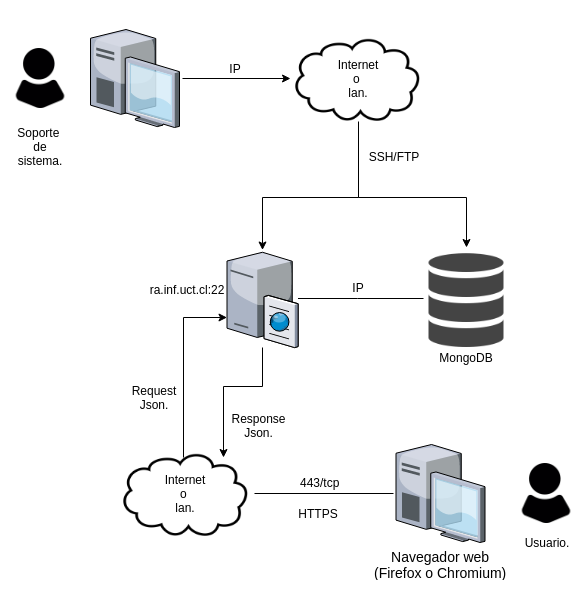 IP
Internet
o
lan.
Soporte
de
sistema.
SSH/FTP
ra.inf.uct.cl:22
IP
MongoDB
Request
Json.
Response
Json.
Internet
o
lan.
443/tcp
HTTPS
Usuario.
Navegador web
(Firefox o Chromium)